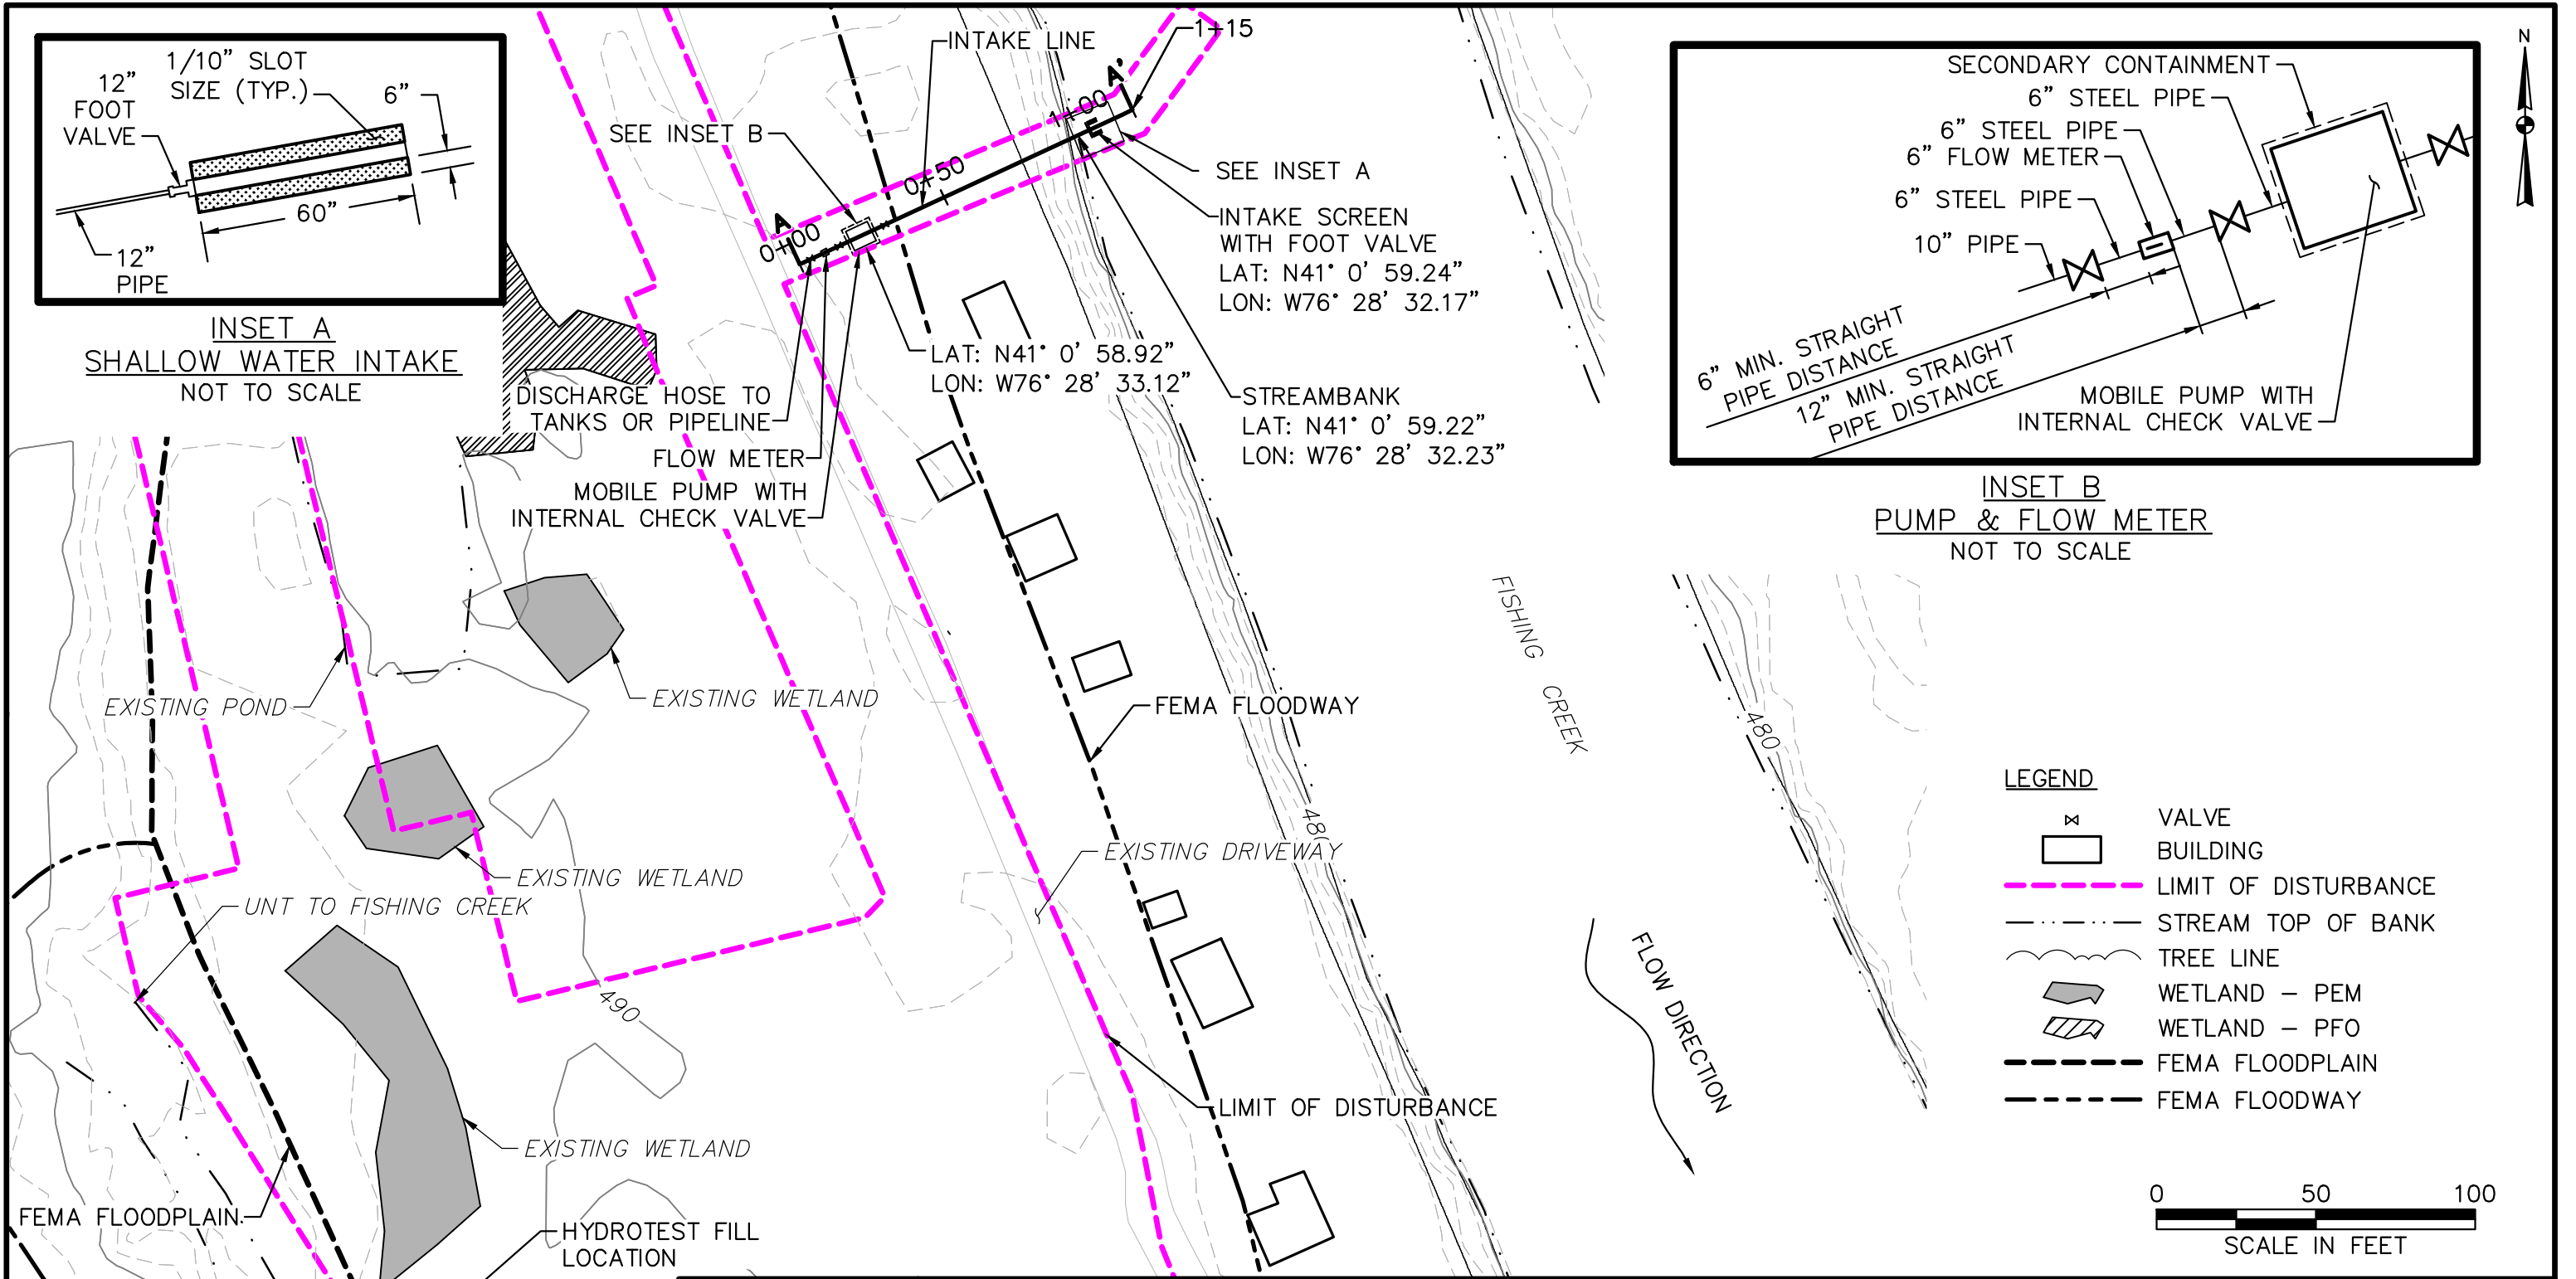 1/10” SLOT
SIZE (TYP.)
12”
FOOT
VALVE
6”
60”
12”
PIPE
INSET A
SHALLOW WATER INTAKE
NOT TO SCALE
INTAKE LINE
1+15
A'
1+00
SEE INSET B
0+50
A
0+00
SEE INSET A
INTAKE SCREEN
WITH FOOT VALVE
LAT: N41° 0’ 59.24”
LON: W76° 28’ 32.17”
LAT: N41° 0’ 58.92”
LON: W76° 28’ 33.12”
STREAMBANK
LAT: N41° 0’ 59.22”
LON: W76° 28’ 32.23”
DISCHARGE HOSE TO
TANKS OR PIPELINE
FLOW METER
MOBILE PUMP WITH
INTERNAL CHECK VALVE
SECONDARY CONTAINMENT
6” STEEL PIPE
6” STEEL PIPE
6” FLOW METER
6” STEEL PIPE
10” PIPE
6” MIN. STRAIGHT
PIPE DISTANCE
12” MIN. STRAIGHT
PIPE DISTANCE
MOBILE PUMP WITH
INTERNAL CHECK VALVE
INSET B
PUMP & FLOW METER
NOT TO SCALE
N
EXISTING POND
EXISTING WETLAND
FEMA FLOODWAY
FISHING CREEK
480
480
EXISTING DRIVEWAY
EXISTING WETLAND
UNT TO FISHING CREEK
490
FLOW DIRECTION
LIMIT OF DISTURBANCE
EXISTING WETLAND
FEMA FLOODPLAIN
HYDROTEST FILL
LOCATION
LEGEND
VALVE
BUILDING
LIMIT OF DISTURBANCE
STREAM TOP OF BANK
TREE LINE
WETLAND – PEM
WETLAND – PFO
FEMA FLOODPLAIN
FEMA FLOODWAY
0 50 100
SCALE IN FEET